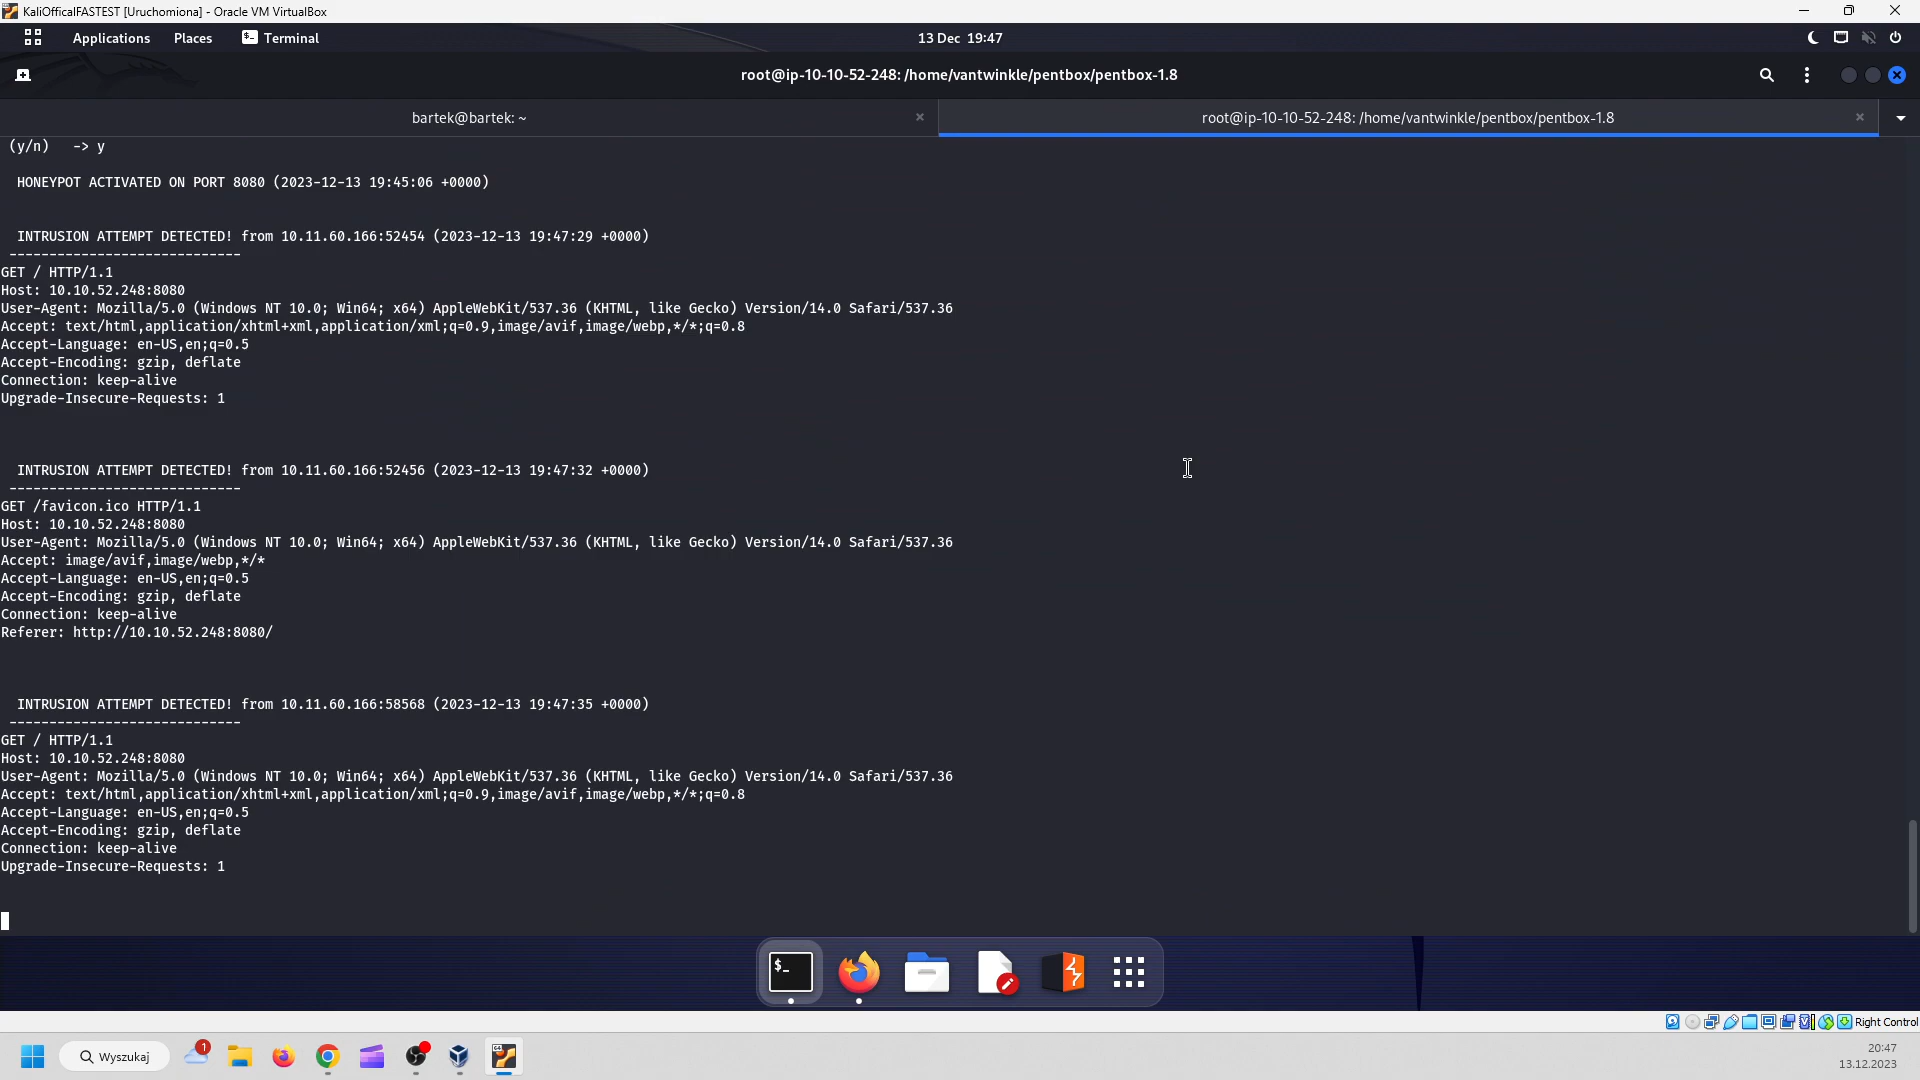 KaliOfficalFASTEST [Uruchomiona] - Oracle VM VirtualBox
Applications Places Terminal 13 Dec 19:47
root@ip-10-10-52-248: /home/vantwinkle/pentbox/pentbox-1.8
bartek@bartek: ~
root@ip-10-10-52-248: /home/vantwinkle/pentbox/pentbox-1.8
(y/n) -> y
HONEYPOT ACTIVATED ON PORT 8080 (2023-12-13 19:45:06 +0000)
INTRUSION ATTEMPT DETECTED! from 10.11.60.166:52454 (2023-12-13 19:47:29 +0000)
-----------------------------
GET / HTTP/1.1
Host: 10.10.52.248:8080
User-Agent: Mozilla/5.0 (Windows NT 10.0; Win64; x64) AppleWebKit/537.36 (KHTML, like Gecko) Version/14.0 Safari/537.36
Accept: text/html,application/xhtml+xml,application/xml;q=0.9,image/avif,image/webp,*/*;q=0.8
Accept-Language: en-US,en;q=0.5
Accept-Encoding: gzip, deflate
Connection: keep-alive
Upgrade-Insecure-Requests: 1
INTRUSION ATTEMPT DETECTED! from 10.11.60.166:52456 (2023-12-13 19:47:32 +0000)
-----------------------------
GET /favicon.ico HTTP/1.1
Host: 10.10.52.248:8080
User-Agent: Mozilla/5.0 (Windows NT 10.0; Win64; x64) AppleWebKit/537.36 (KHTML, like Gecko) Version/14.0 Safari/537.36
Accept: image/avif,image/webp,*/*
Accept-Language: en-US,en;q=0.5
Accept-Encoding: gzip, deflate
Connection: keep-alive
Referer: http://10.10.52.248:8080/
INTRUSION ATTEMPT DETECTED! from 10.11.60.166:58568 (2023-12-13 19:47:35 +0000)
-----------------------------
GET / HTTP/1.1
Host: 10.10.52.248:8080
User-Agent: Mozilla/5.0 (Windows NT 10.0; Win64; x64) AppleWebKit/537.36 (KHTML, like Gecko) Version/14.0 Safari/537.36
Accept: text/html,application/xhtml+xml,application/xml;q=0.9,image/avif,image/webp,*/*;q=0.8
Accept-Language: en-US,en;q=0.5
Accept-Encoding: gzip, deflate
Connection: keep-alive
Upgrade-Insecure-Requests: 1
$_
Right Control
Wyszukaj
1
20:47
13.12.2023